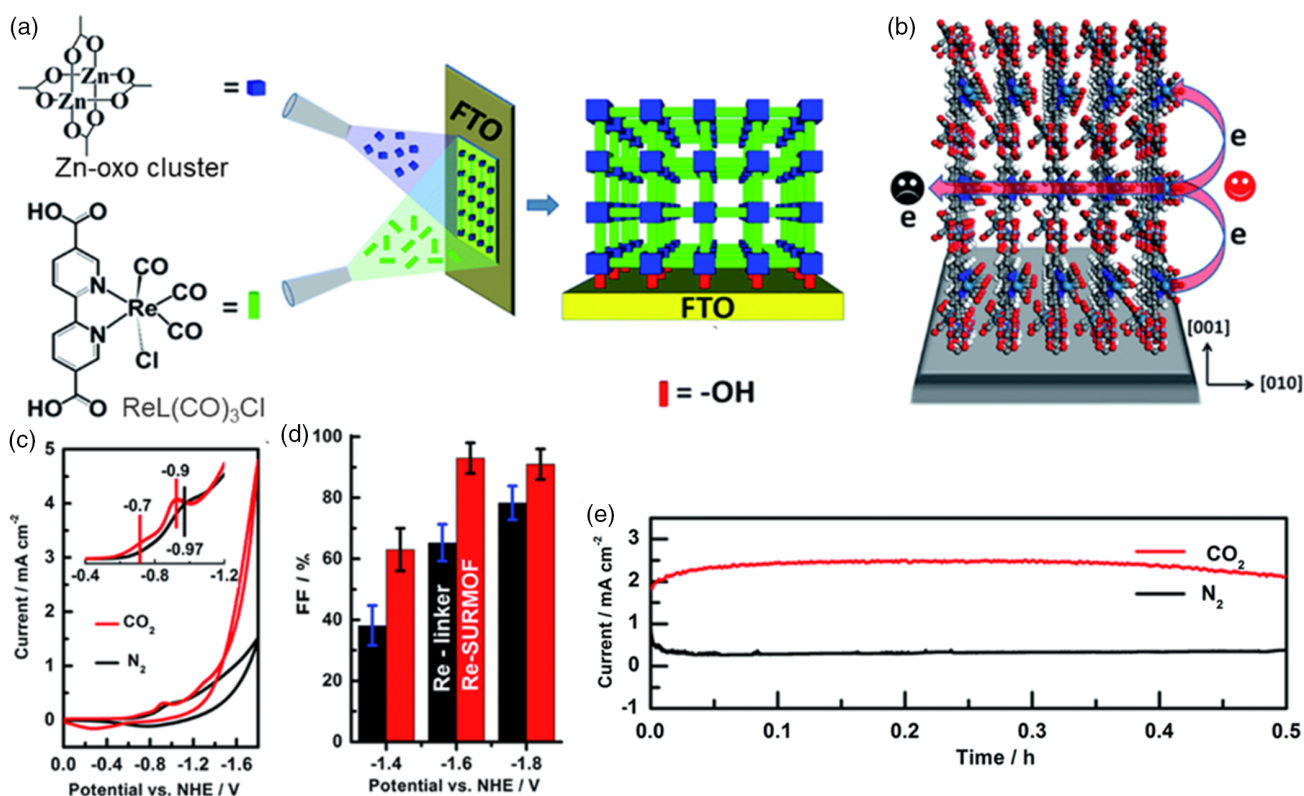 (a)
Zn
Zn
O
O
O
O
O
O
O
O
=
Zn-oxo cluster
HO
O
N
N
Re
CO
CO
CO
Cl
HO
O
=
ReL(CO)3Cl
FTO
FTO
= -OH
(b)
e
e
e
[001]
[010]
(c)
Current / mA cm-2
5
4
3
2
1
0
-0.9
-0.7
-0.97
-0.4 -0.8 -1.2
CO2
N2
0.0 -0.4 -0.8 -1.2 -1.6
Potential vs. NHE / V
(d)
FF / %
100
80
60
40
20
0
Re - linker
Re-SURMOF
-1.4 -1.6 -1.8
Potential vs. NHE / V
(e)
Current / mA cm-2
3
2
1
0
-1
CO2
N2
0.0 0.1 0.2 0.3 0.4 0.5
Time / h